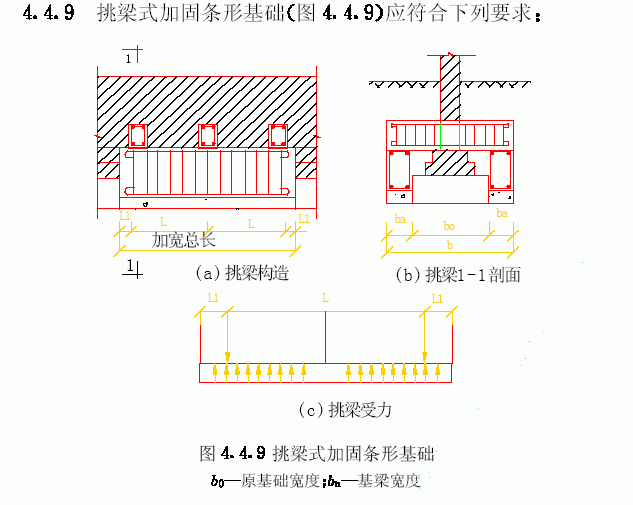 4.4.9 挑梁式加固条形基础(图4.4.9)应符合下列要求:
1
L1 L L L1
加宽总长
1
(a)挑梁构造
ba bo ba
b
(b)挑梁1-1剖面
L1 L L1
(c)挑梁受力
图 4.4.9 挑梁式加固条形基础
b0—原基础宽度;bn—基梁宽度